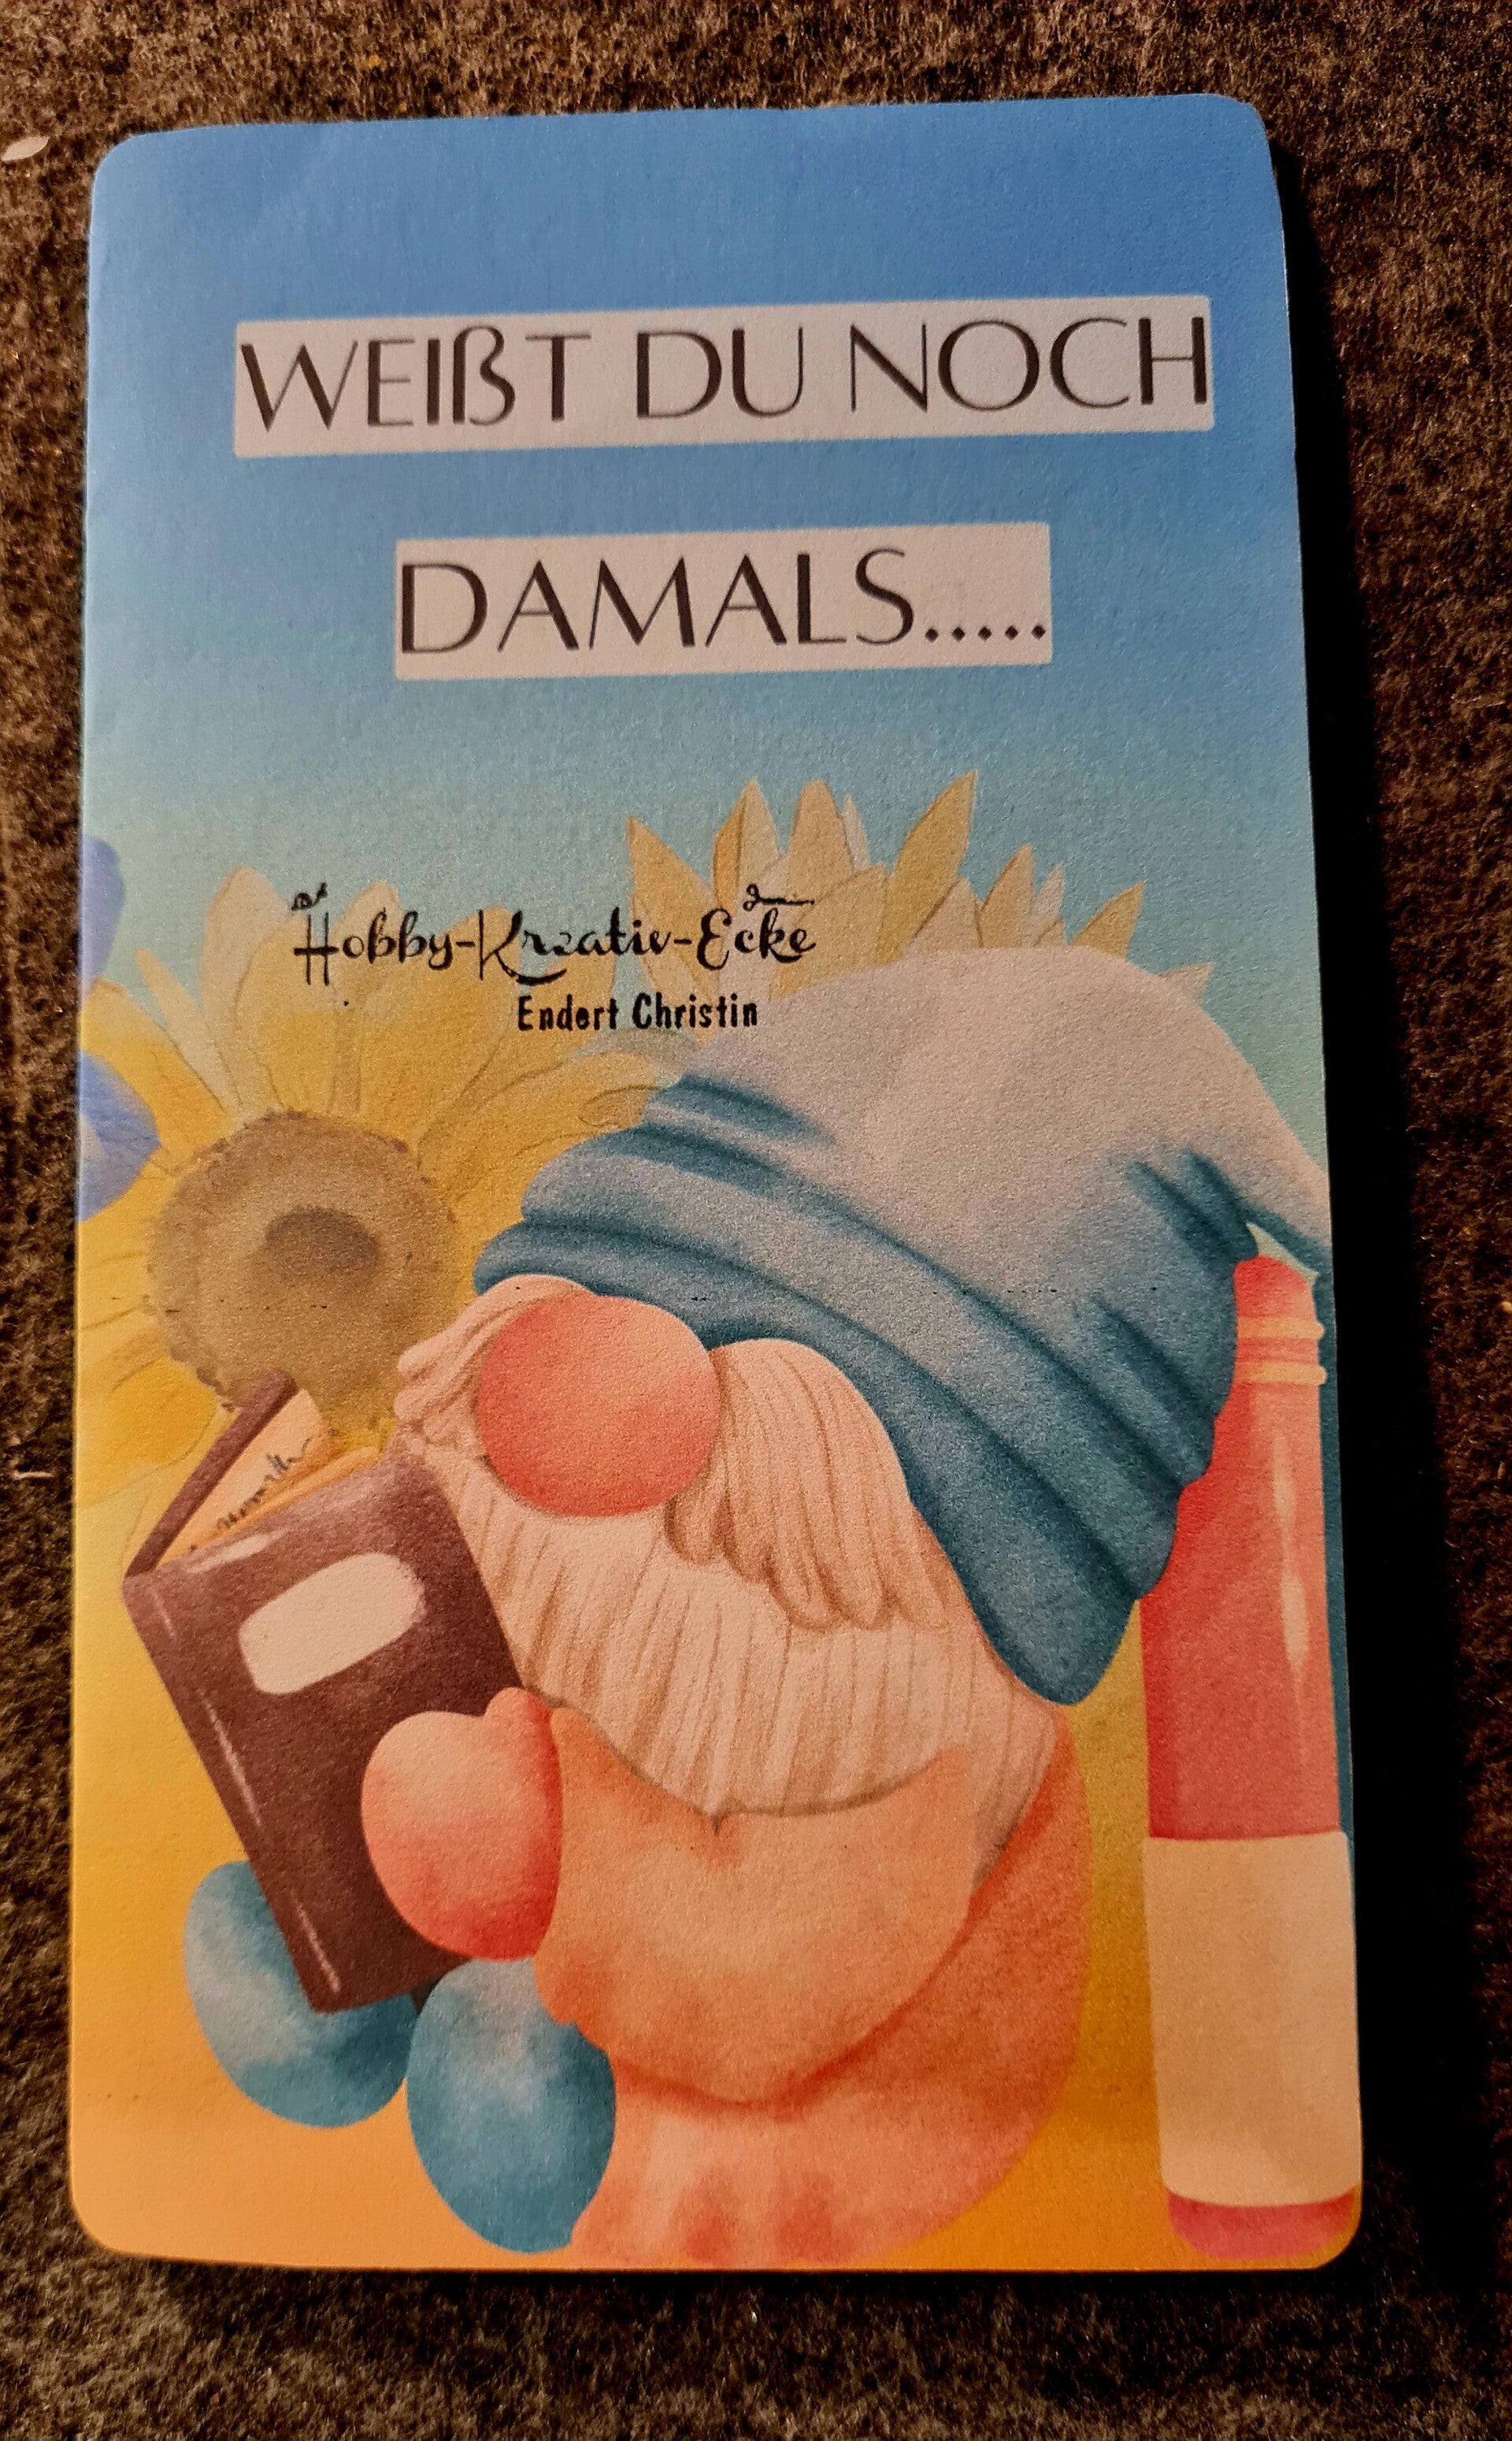 WEIßT DU NOCH
DAMALS.....
Hobby-Kreativ-Ecke
Endert Christin